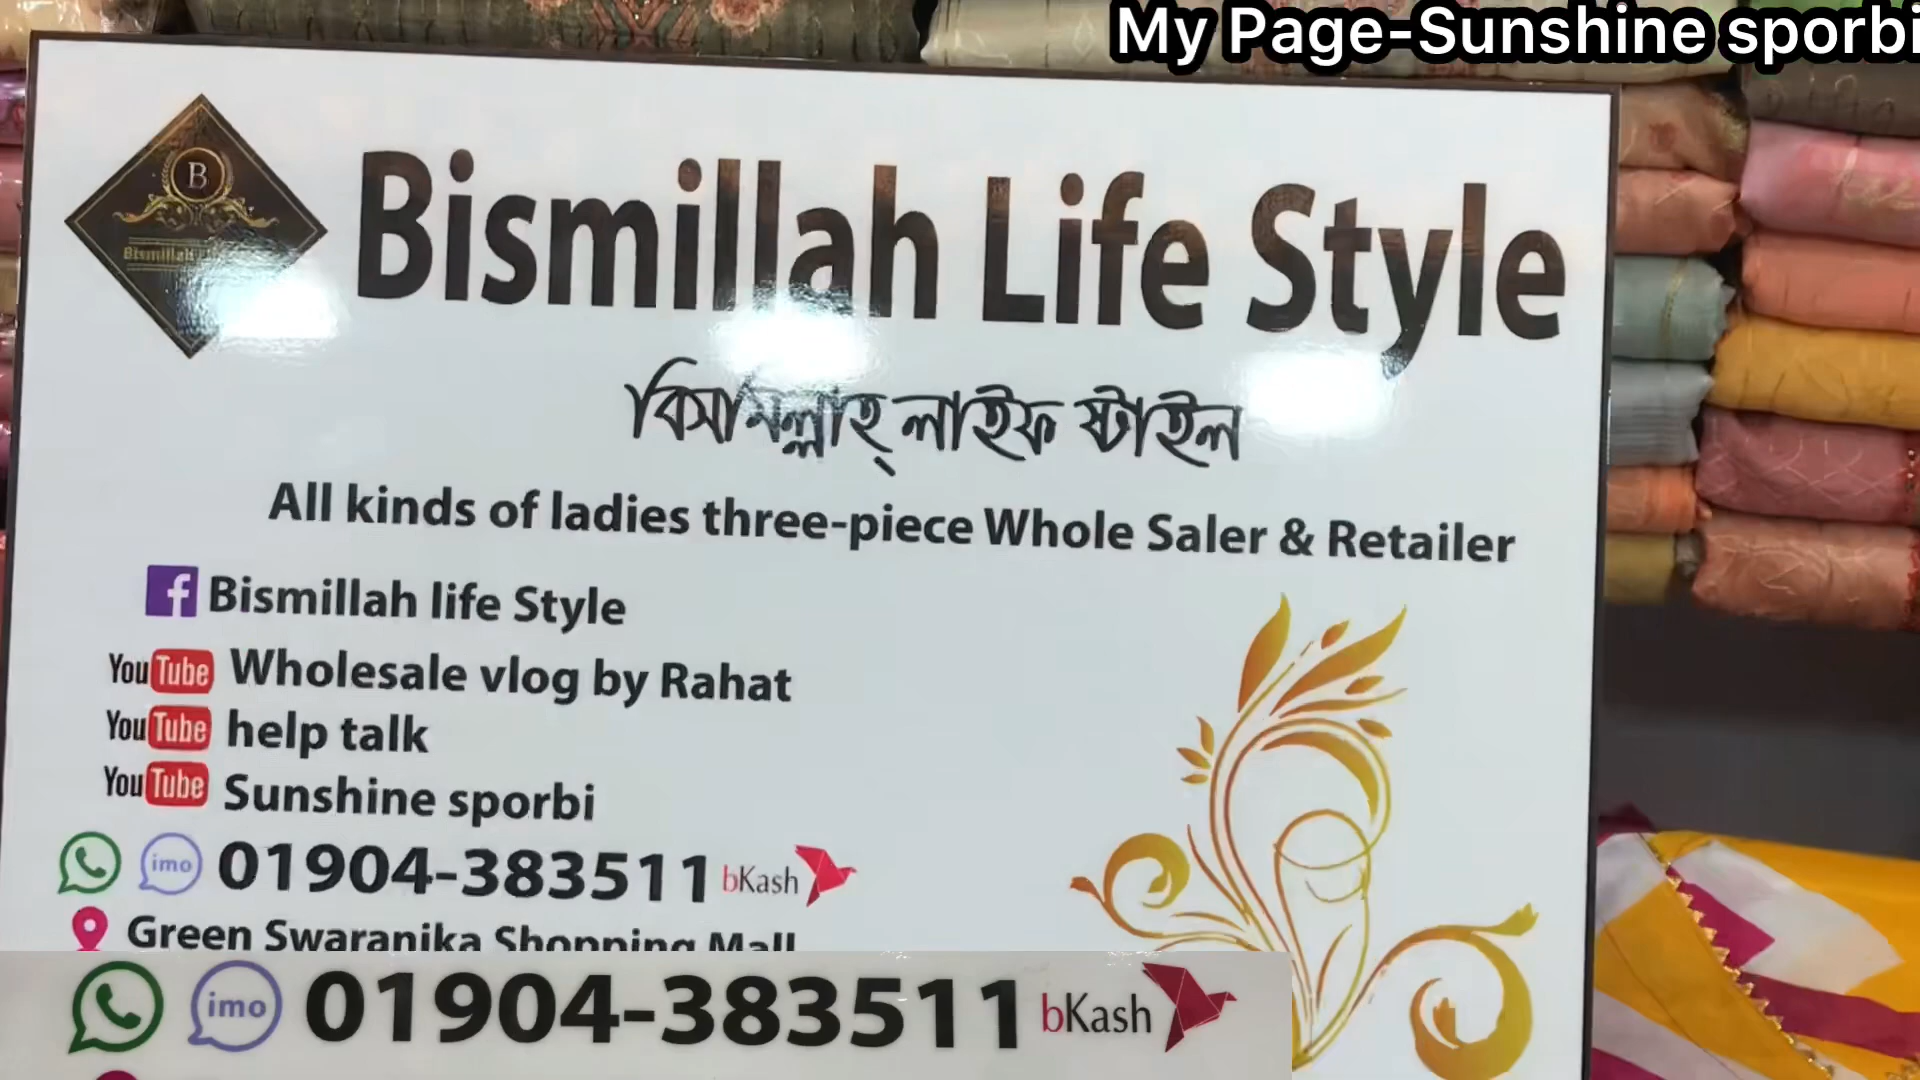 My Page-Sunshine sporbi
B
Bismillah Life Style
বিসমিল্লাহ্ লাইফ ষ্টাইল
All kinds of ladies three-piece Whole Saler & Retailer
Bismillah life Style
YouTube Wholesale vlog by Rahat
YouTube help talk
YouTube Sunshine sporbi
imo 01904-383511 bKash
Green Swaranika Shopping Mall
imo 01904-383511 bKash